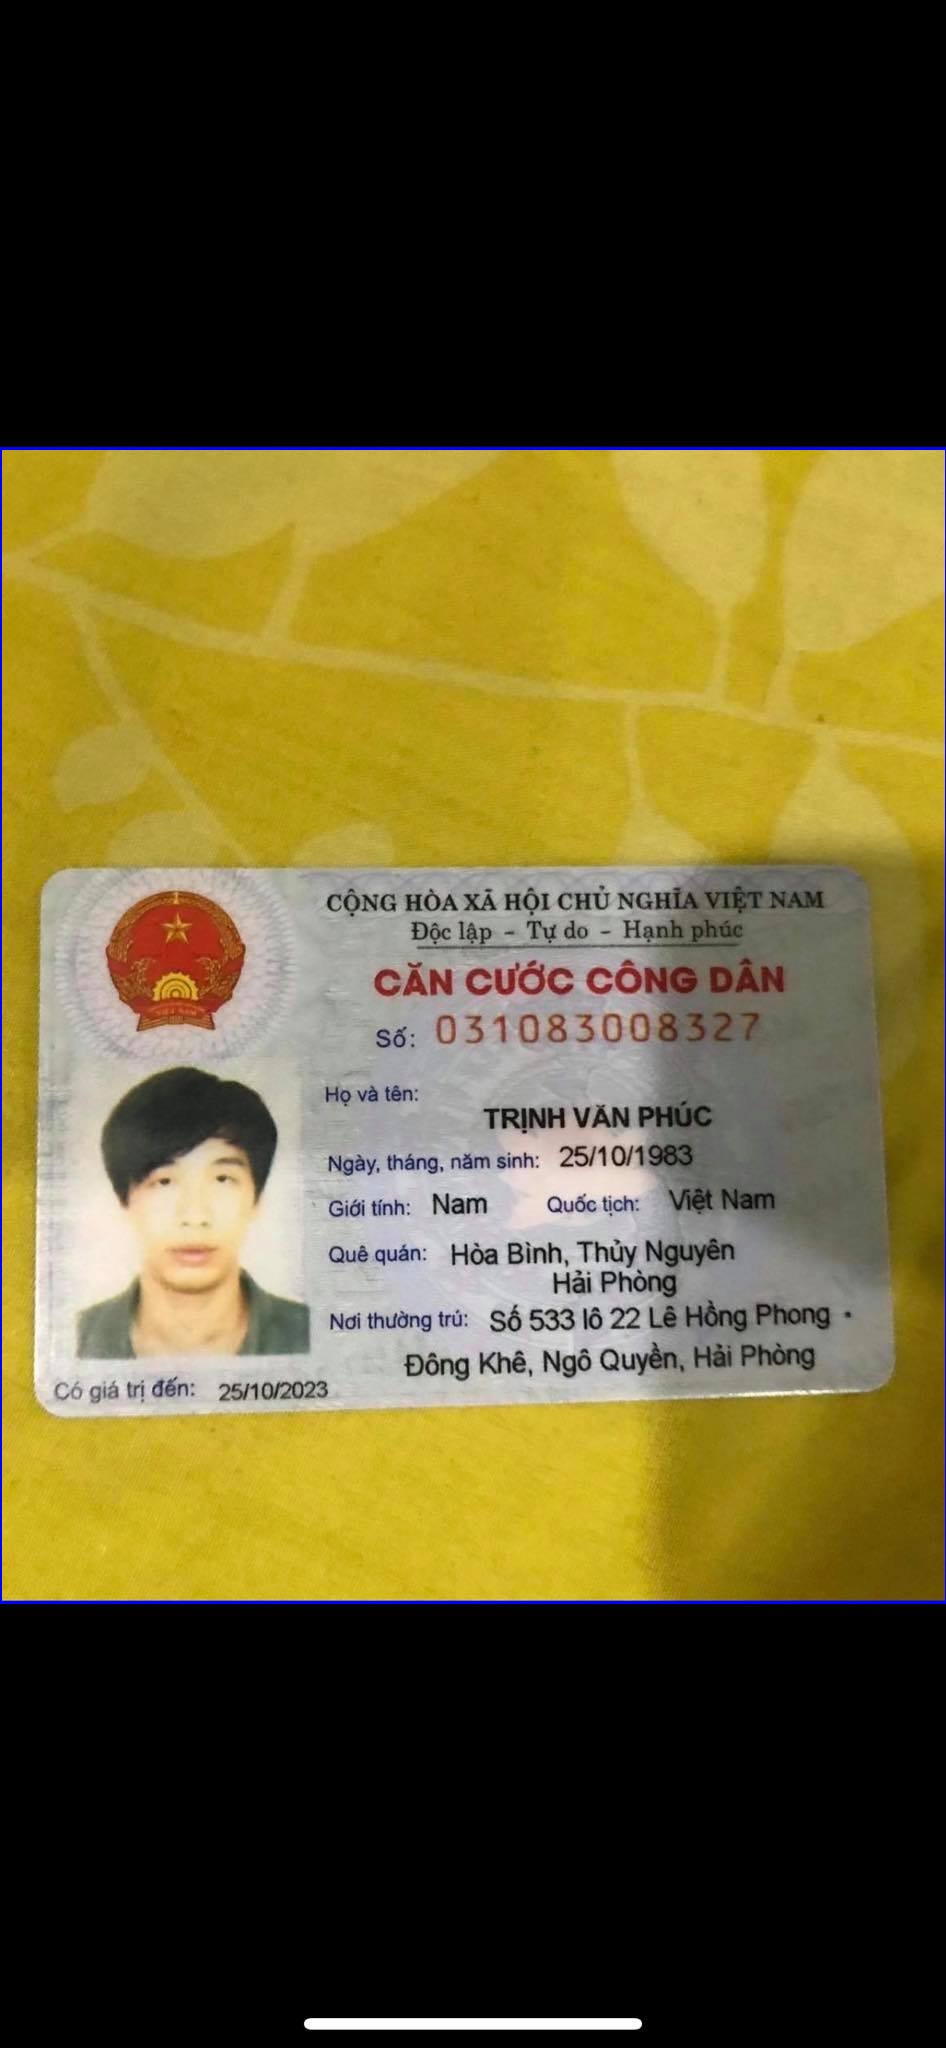 CỘNG HÒA XÃ HỘI CHỦ NGHĨA VIỆT NAM
Độc lập - Tự do - Hạnh phúc
CĂN CƯỚC CÔNG DÂN
Số: 031083008327
Họ và tên:
TRỊNH VĂN PHÚC
Ngày, tháng, năm sinh: 25/10/1983
Giới tính: Nam Quốc tịch: Việt Nam
Quê quán: Hòa Bình, Thủy Nguyên
Hải Phòng
Nơi thường trú: Số 533 lô 22 Lê Hồng Phong
Đông Khê, Ngô Quyền, Hải Phòng
Có giá trị đến: 25/10/2023
VIỆT NAM